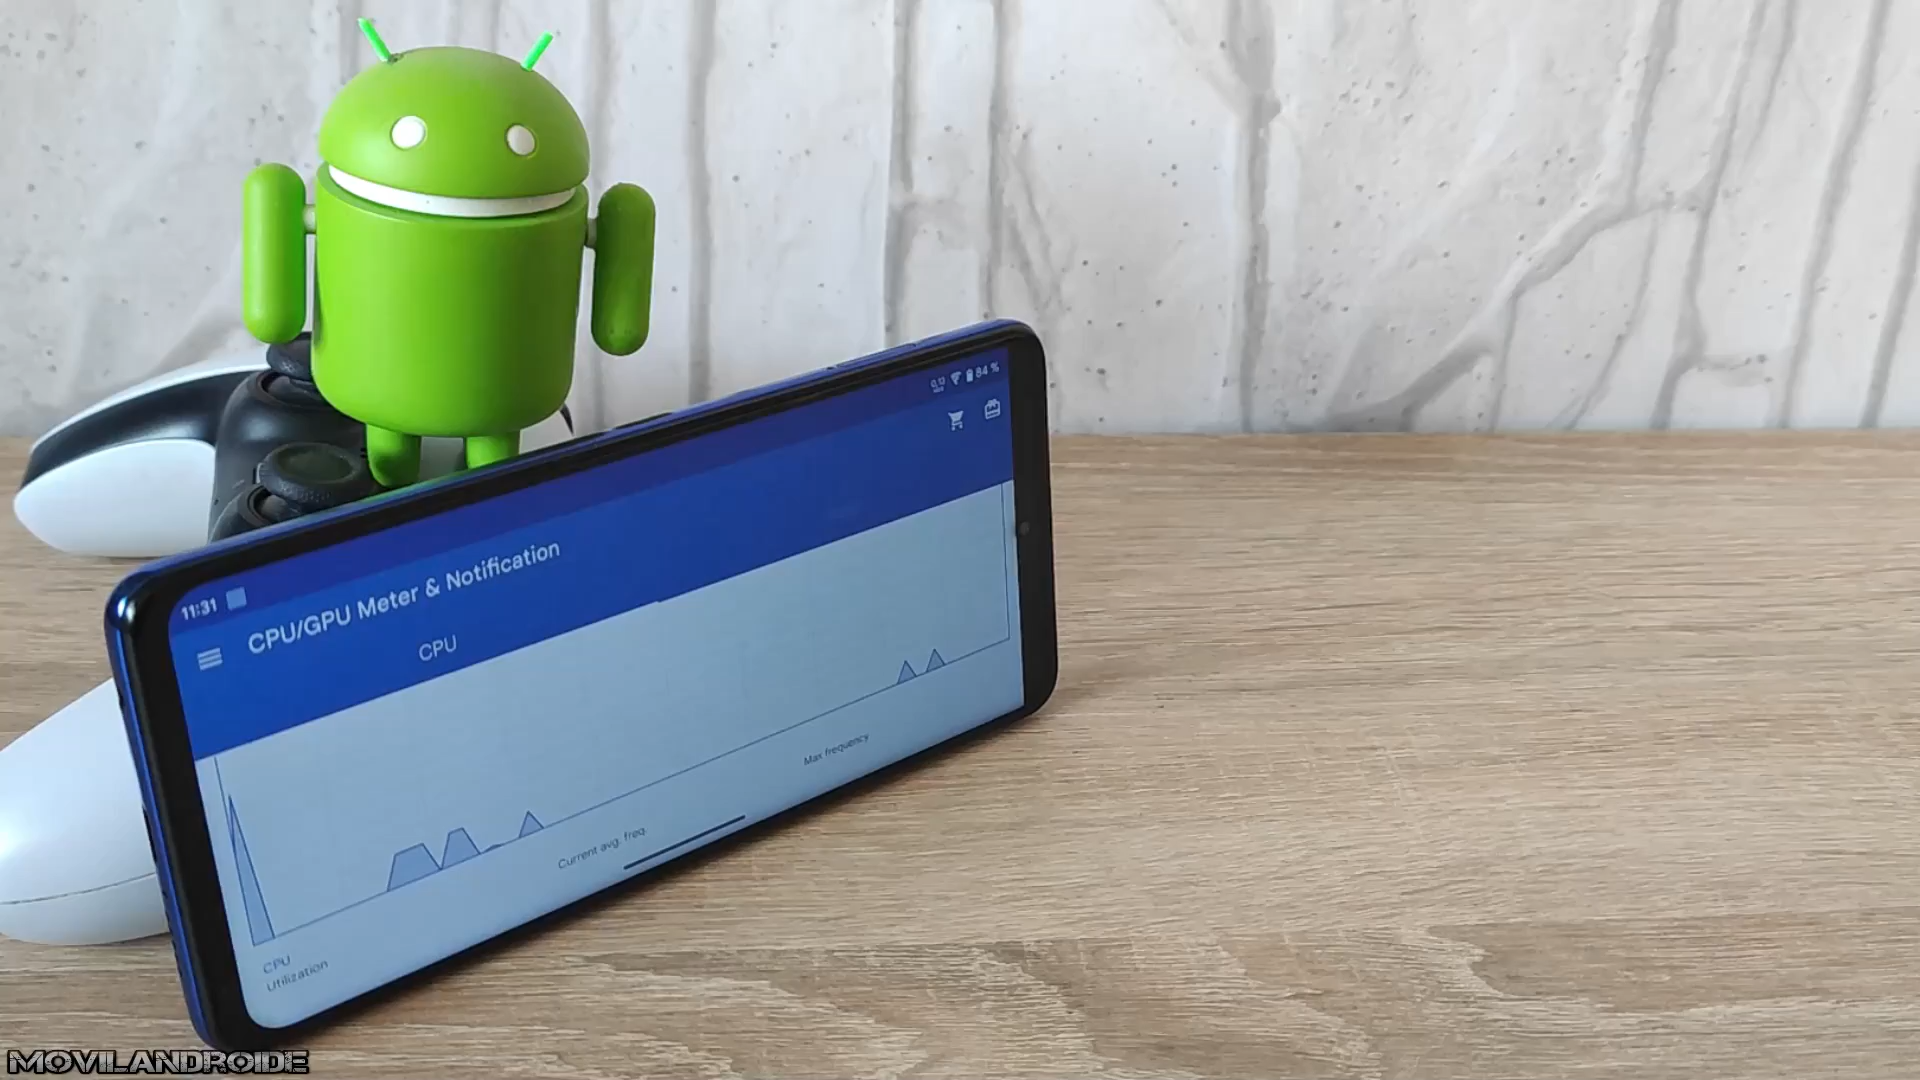 11:31
84 %
CPU/GPU Meter & Notification
CPU
Max frequency
Current avg. freq.
CPU
Utilization
MOVILANDROIDE